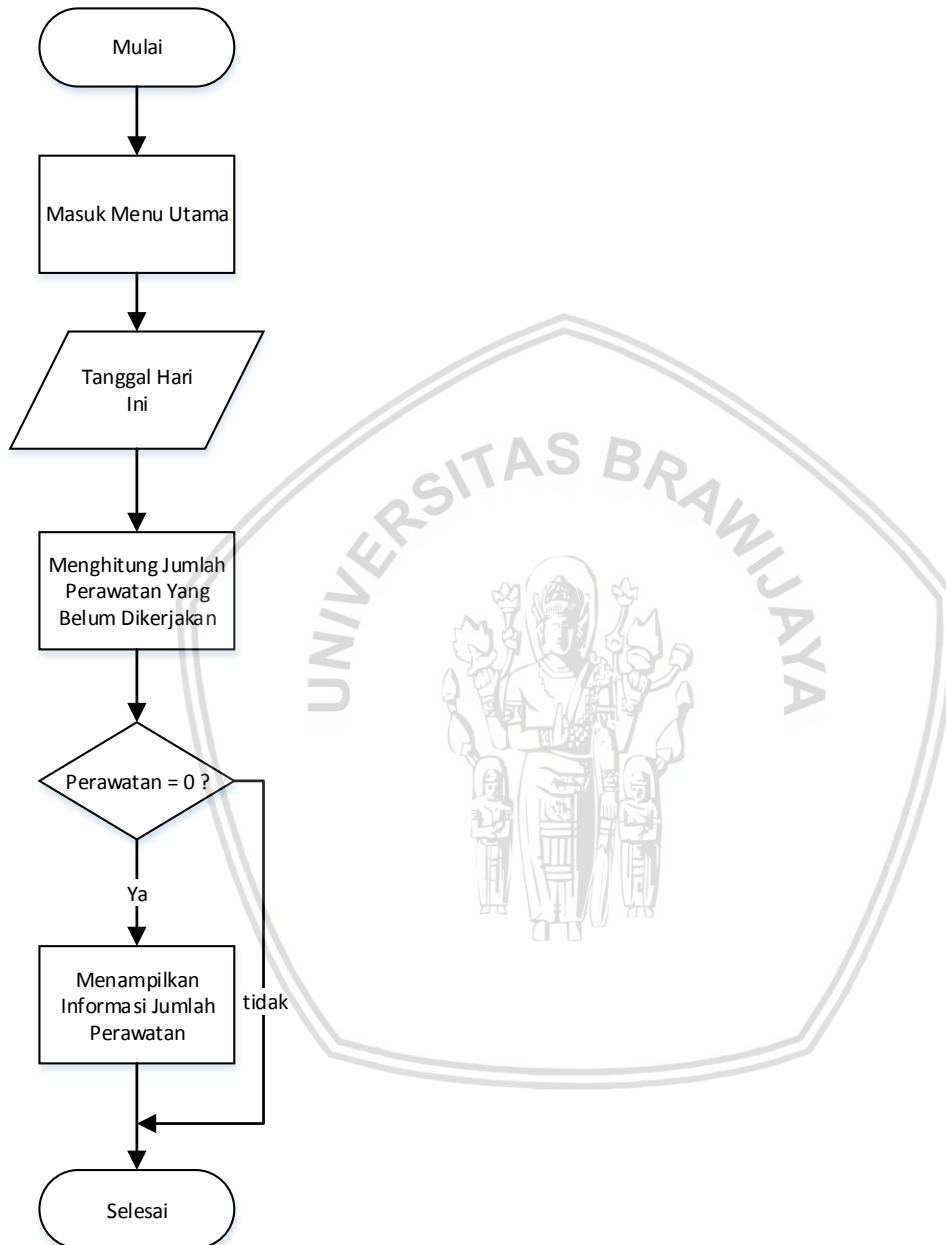 Mulai
Masuk Menu Utama
Tanggal Hari
Ini
Menghitung Jumlah
Perawatan Yang
Belum Dikerjakan
Perawatan = 0 ?
Ya
Menampilkan
Informasi Jumlah
Perawatan
tidak
Selesai
UNIVERSITAS BRAWIJAYA